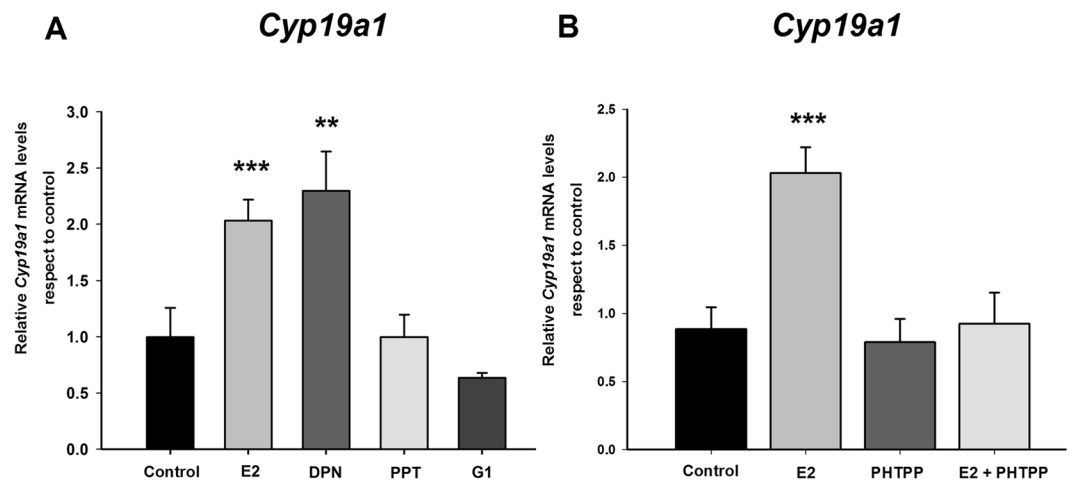 A
Cyp19a1
Relative Cyp19a1 mRNA levels
respect to control
3.0
2.5
2.0
1.5
1.0
0.5
0.0
***
**
Control E2 DPN PPT G1
B
Cyp19a1
Relative Cyp19a1 mRNA levels
respect to control
2.5
2.0
1.5
1.0
0.5
0.0
***
Control E2 PHTPP E2 + PHTPP